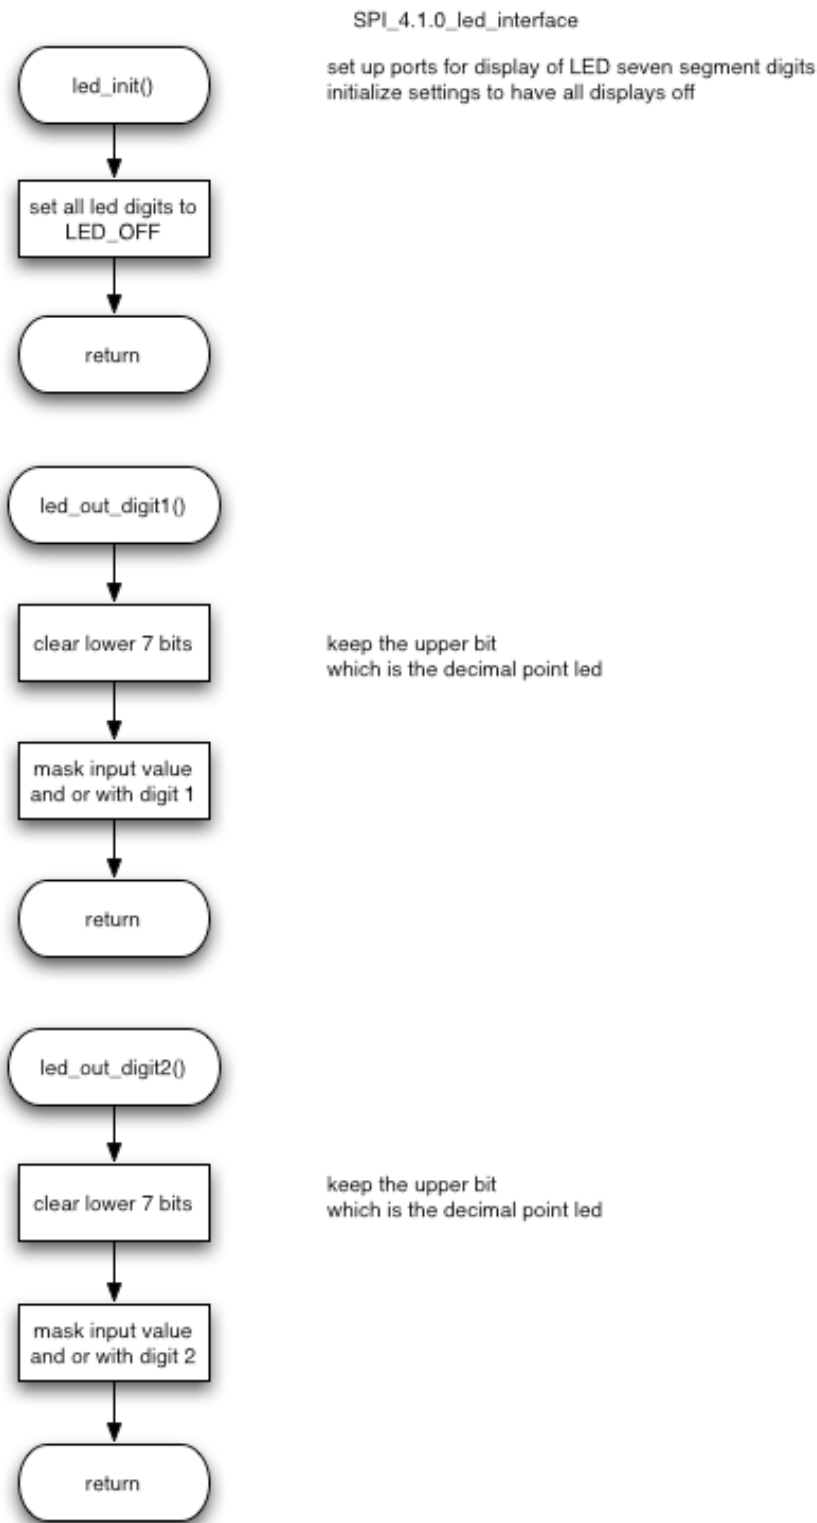 SPI_4.1.0_led_interface
led_init()
set up ports for display of LED seven segment digits
initialize settings to have all displays off
set all led digits to
LED_OFF
return
led_out_digit1()
clear lower 7 bits
keep the upper bit
which is the decimal point led
mask input value
and or with digit 1
return
led_out_digit2()
clear lower 7 bits
keep the upper bit
which is the decimal point led
mask input value
and or with digit 2
return